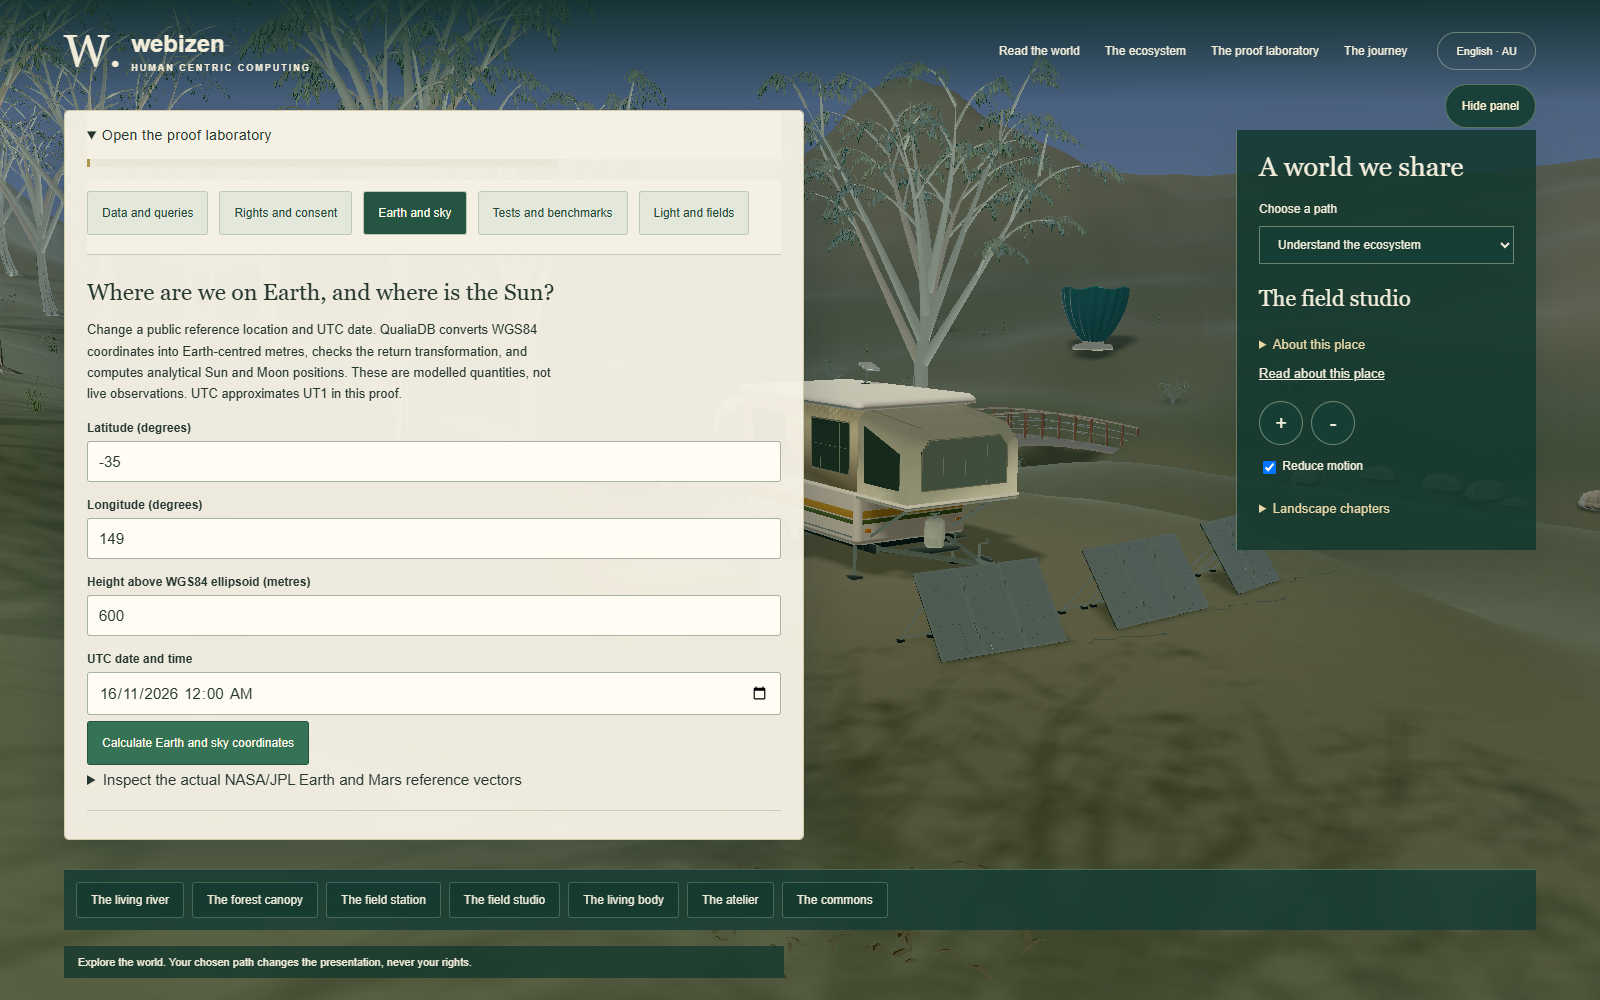 W.
webizen
HUMAN CENTRIC COMPUTING
Read the world
The ecosystem
The proof laboratory
The journey
English · AU
Hide panel
Open the proof laboratory
Data and queries
Rights and consent
Earth and sky
Tests and benchmarks
Light and fields
Where are we on Earth, and where is the Sun?
Change a public reference location and UTC date. QualiaDB converts WGS84
coordinates into Earth-centred metres, checks the return transformation, and
computes analytical Sun and Moon positions. These are modelled quantities, not
live observations. UTC approximates UT1 in this proof.
Latitude (degrees)
-35
Longitude (degrees)
149
Height above WGS84 ellipsoid (metres)
600
UTC date and time
16/11/2026 12:00 AM
Calculate Earth and sky coordinates
Inspect the actual NASA/JPL Earth and Mars reference vectors
A world we share
Choose a path
Understand the ecosystem
The field studio
About this place
Read about this place
+
-
Reduce motion
Landscape chapters
The living river
The forest canopy
The field station
The field studio
The living body
The atelier
The commons
Explore the world. Your chosen path changes the presentation, never your rights.